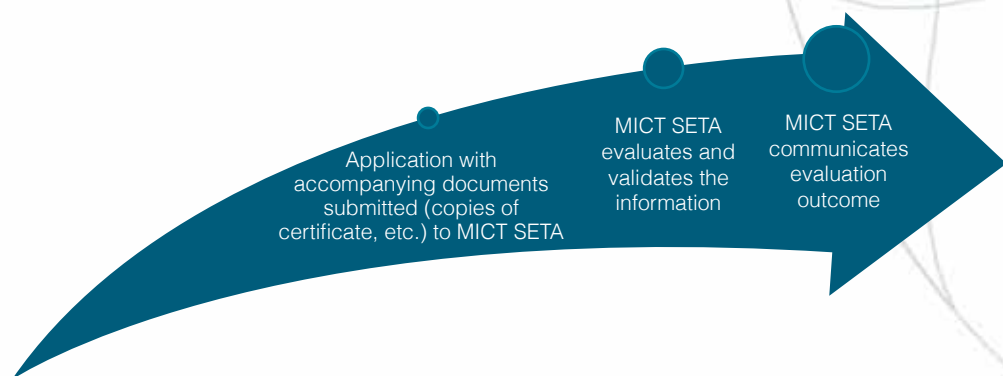 Application with
accompanying documents
submitted (copies of
certificate, etc.) to MICT SETA
MICT SETA
evaluates and
validates the
information
MICT SETA
communicates
evaluation
outcome